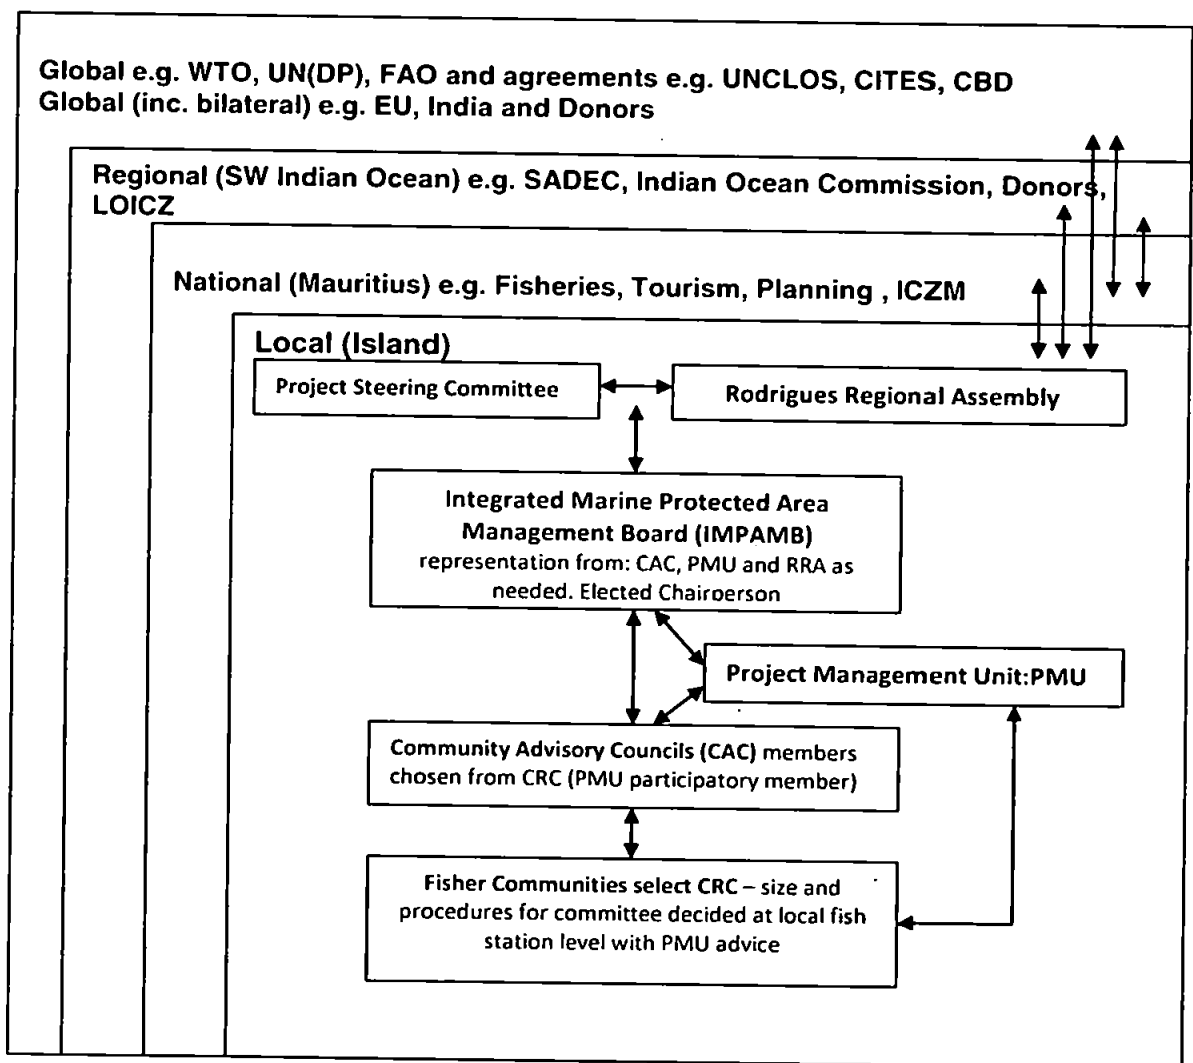 Global e.g. WTO, UN(DP), FAO and agreements e.g. UNCLOS, CITES, CBD
Global (inc. bilateral) e.g. EU, India and Donors
Regional (SW Indian Ocean) e.g. SADEC, Indian Ocean Commission, Donors,
LOICZ
National (Mauritius) e.g. Fisheries, Tourism, Planning , ICZM
Local (Island)
Project Steering Committee
Rodrigues Regional Assembly
Integrated Marine Protected Area
Management Board (IMPAMB)
representation from: CAC, PMU and RRA as
needed. Elected Chairperson
Project Management Unit:PMU
Community Advisory Councils (CAC) members
chosen from CRC (PMU participatory member)
Fisher Communities select CRC – size and
procedures for committee decided at local fish
station level with PMU advice